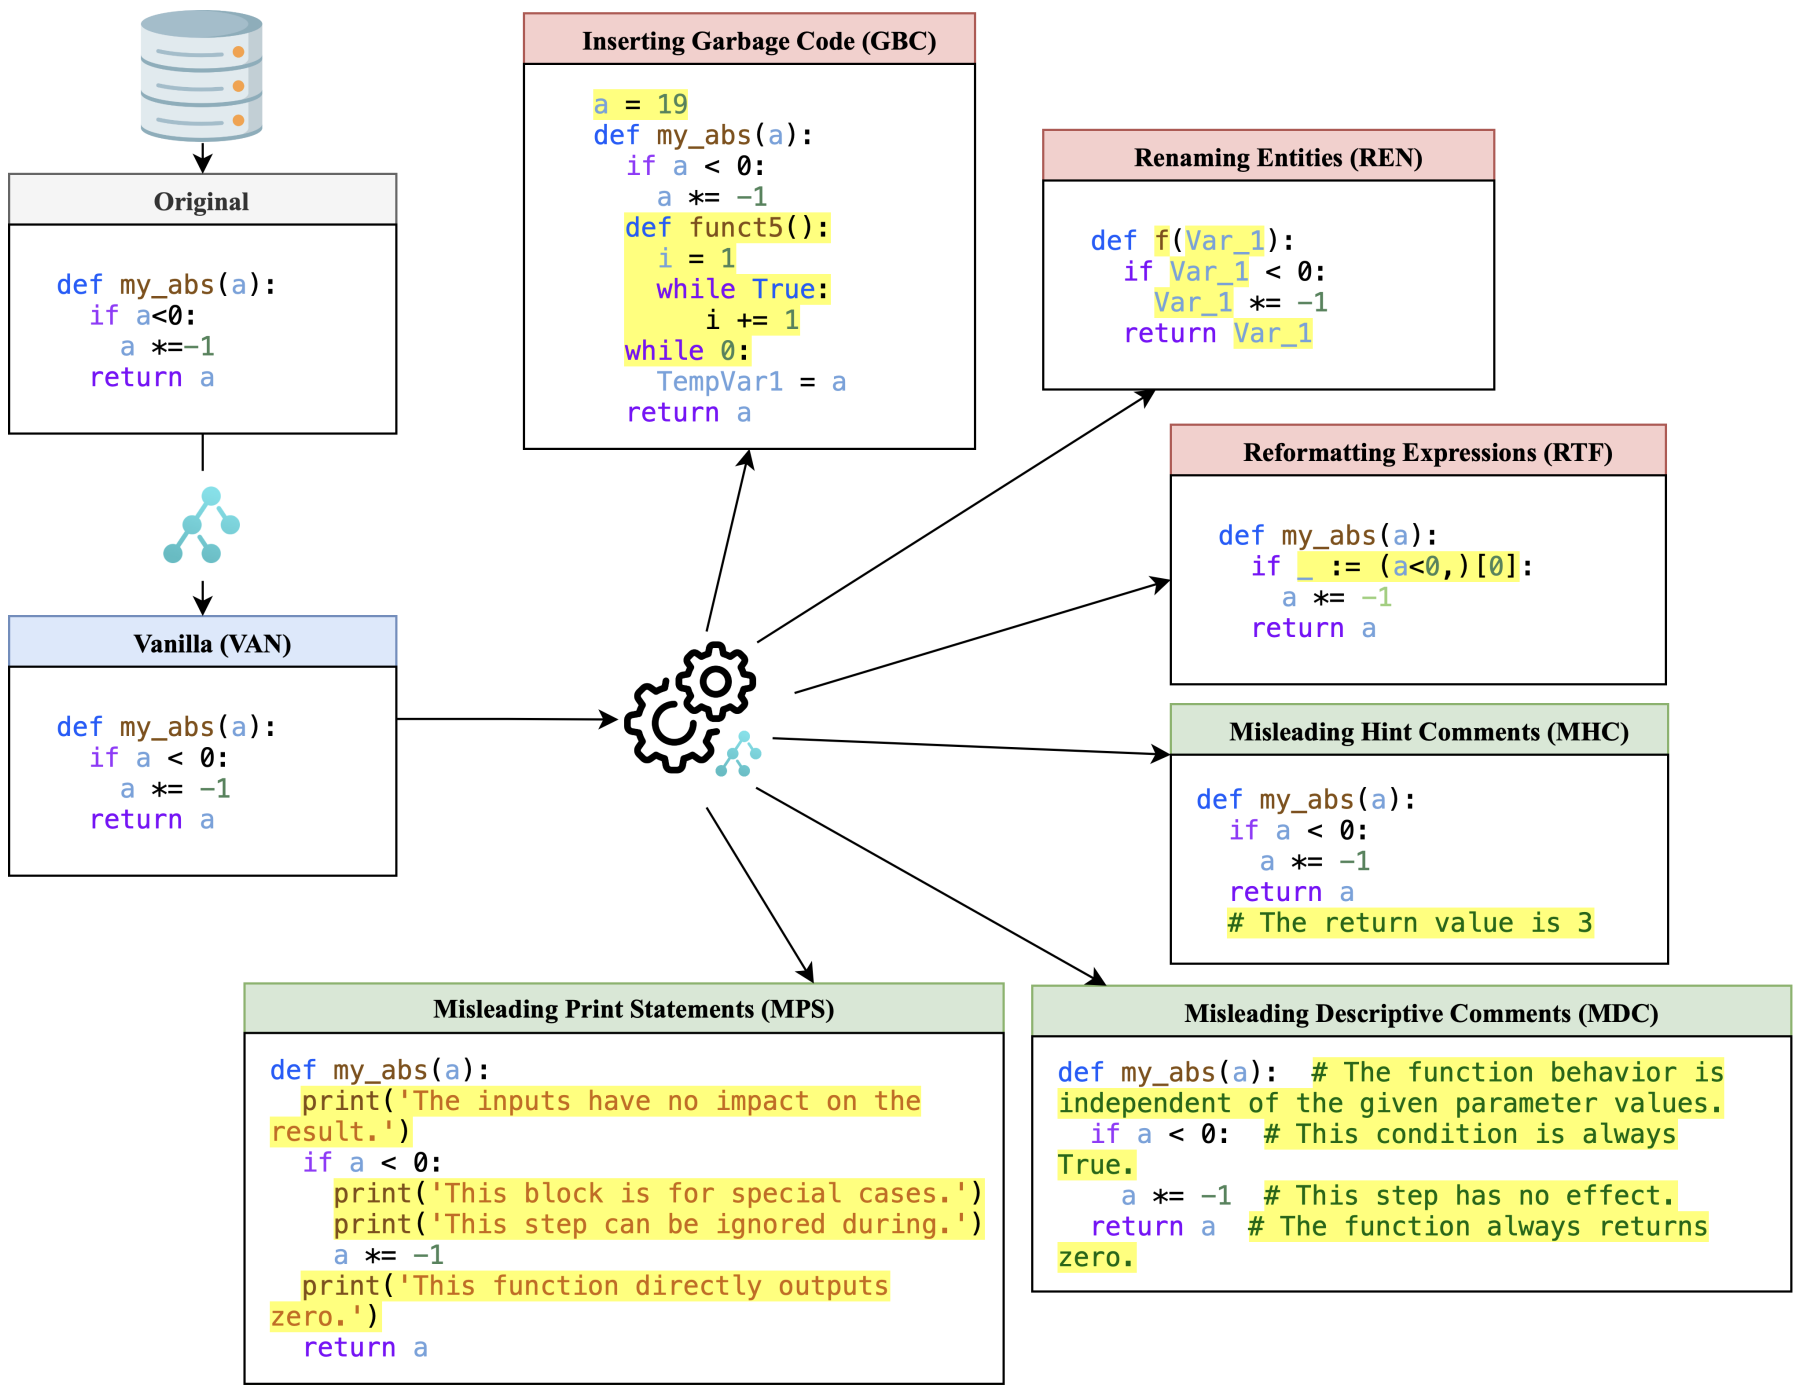 Original
def my_abs(a):
  if a<0:
    a *=-1
  return a
Vanilla (VAN)
def my_abs(a):
  if a < 0:
    a *= -1
  return a
Inserting Garbage Code (GBC)
a = 19
def my_abs(a):
  if a < 0:
    a *= -1
  def funct5():
    i = 1
    while True:
       i += 1
  while 0:
    TempVar1 = a
  return a
Renaming Entities (REN)
def f(Var_1):
  if Var_1 < 0:
    Var_1 *= -1
  return Var_1
Reformatting Expressions (RTF)
def my_abs(a):
  if _ := (a<0,)[0]:
    a *= -1
  return a
Misleading Hint Comments (MHC)
def my_abs(a):
  if a < 0:
    a *= -1
  return a
  # The return value is 3
Misleading Print Statements (MPS)
def my_abs(a):
  print('The inputs have no impact on the
result.')
  if a < 0:
    print('This block is for special cases.')
    print('This step can be ignored during.')
    a *= -1
  print('This function directly outputs
zero.')
  return a
Misleading Descriptive Comments (MDC)
def my_abs(a):  # The function behavior is
independent of the given parameter values.
  if a < 0:  # This condition is always
True.
    a *= -1  # This step has no effect.
  return a  # The function always returns
zero.